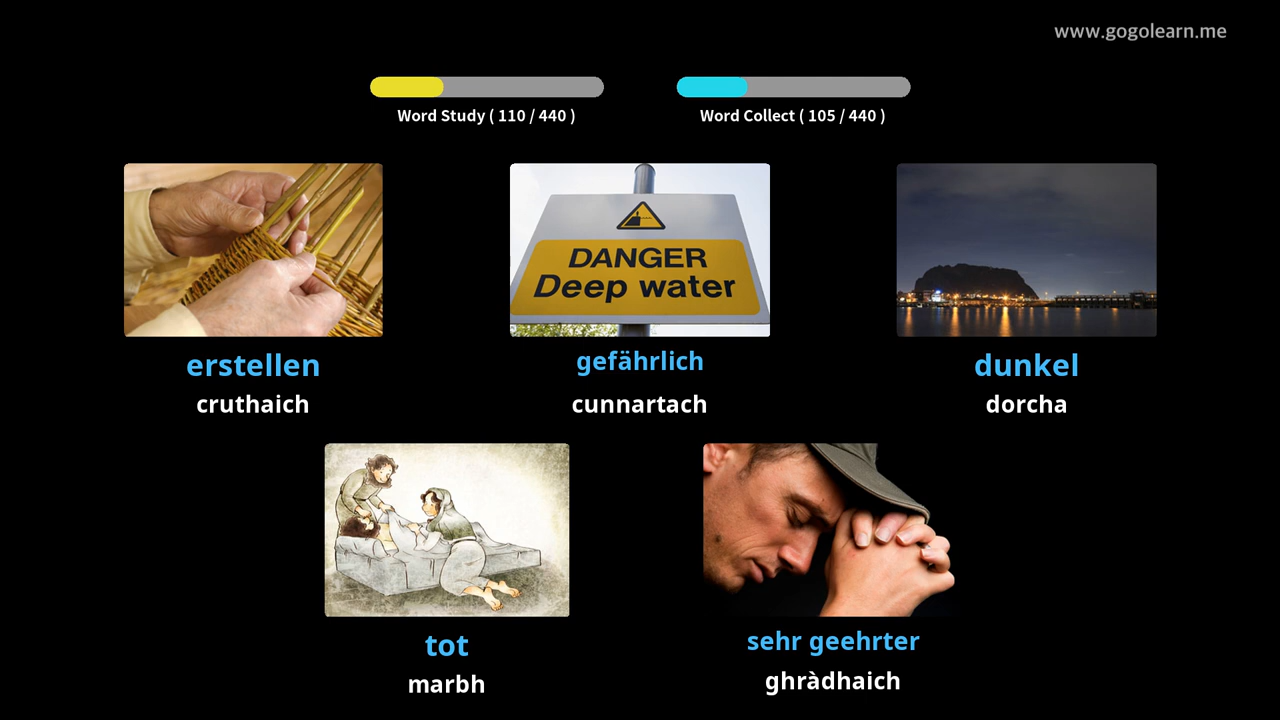 www.gogolearn.me
Word Study ( 110 / 440 )
Word Collect ( 105 / 440 )
DANGER
Deep water
erstellen
cruthaich
gefährlich
cunnartach
dunkel
dorcha
tot
marbh
sehr geehrter
ghràdhaich